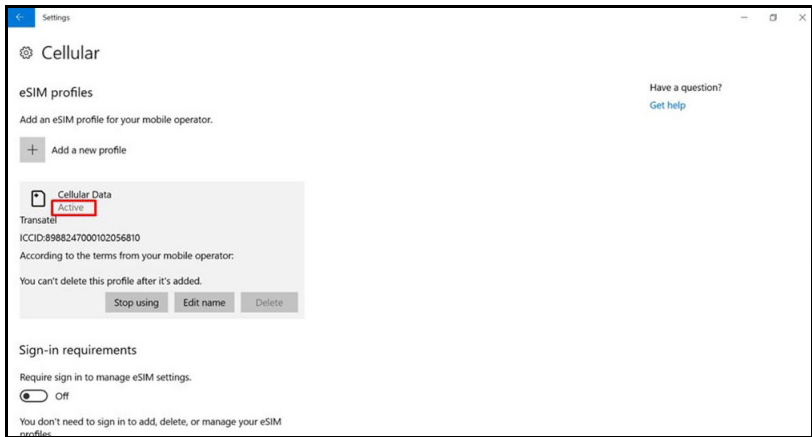 Settings
Cellular
eSIM profiles
Have a question?
Get help
Add an eSIM profile for your mobile operator.
Add a new profile
Cellular Data
Active
Transatel
ICCID:8988247000102056810
According to the terms from your mobile operator:
You can't delete this profile after it's added.
Stop using Edit name Delete
Sign-in requirements
Require sign in to manage eSIM settings.
Off
You don't need to sign in to add, delete, or manage your eSIM
profiles